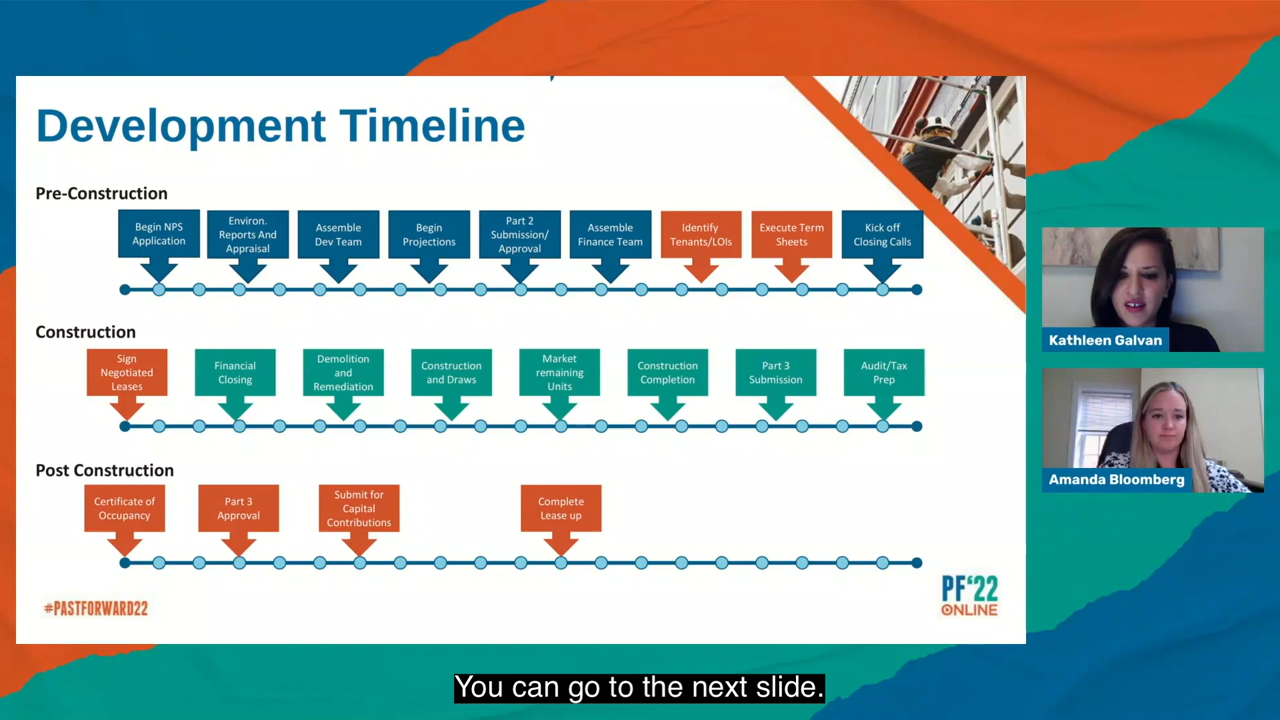 Development Timeline
Pre-Construction
Begin NPS
Application
Environ.
Reports And
Appraisal
Assemble
Dev Team
Begin
Projections
Part 2
Submission/
Approval
Assemble
Finance Team
Identify
Tenants/LOIs
Execute Term
Sheets
Kick off
Closing Calls
Construction
Sign
Negotiated
Leases
Financial
Closing
Demolition
and
Remediation
Construction
and Draws
Market
remaining
Units
Construction
Completion
Part 3
Submission
Audit/Tax
Prep
Post Construction
Certificate of
Occupancy
Part 3
Approval
Submit for
Capital
Contributions
Complete
Lease up
#PASTFORWARD22
PF'22
ONLINE
Kathleen Galvan
Amanda Bloomberg
You can go to the next slide.